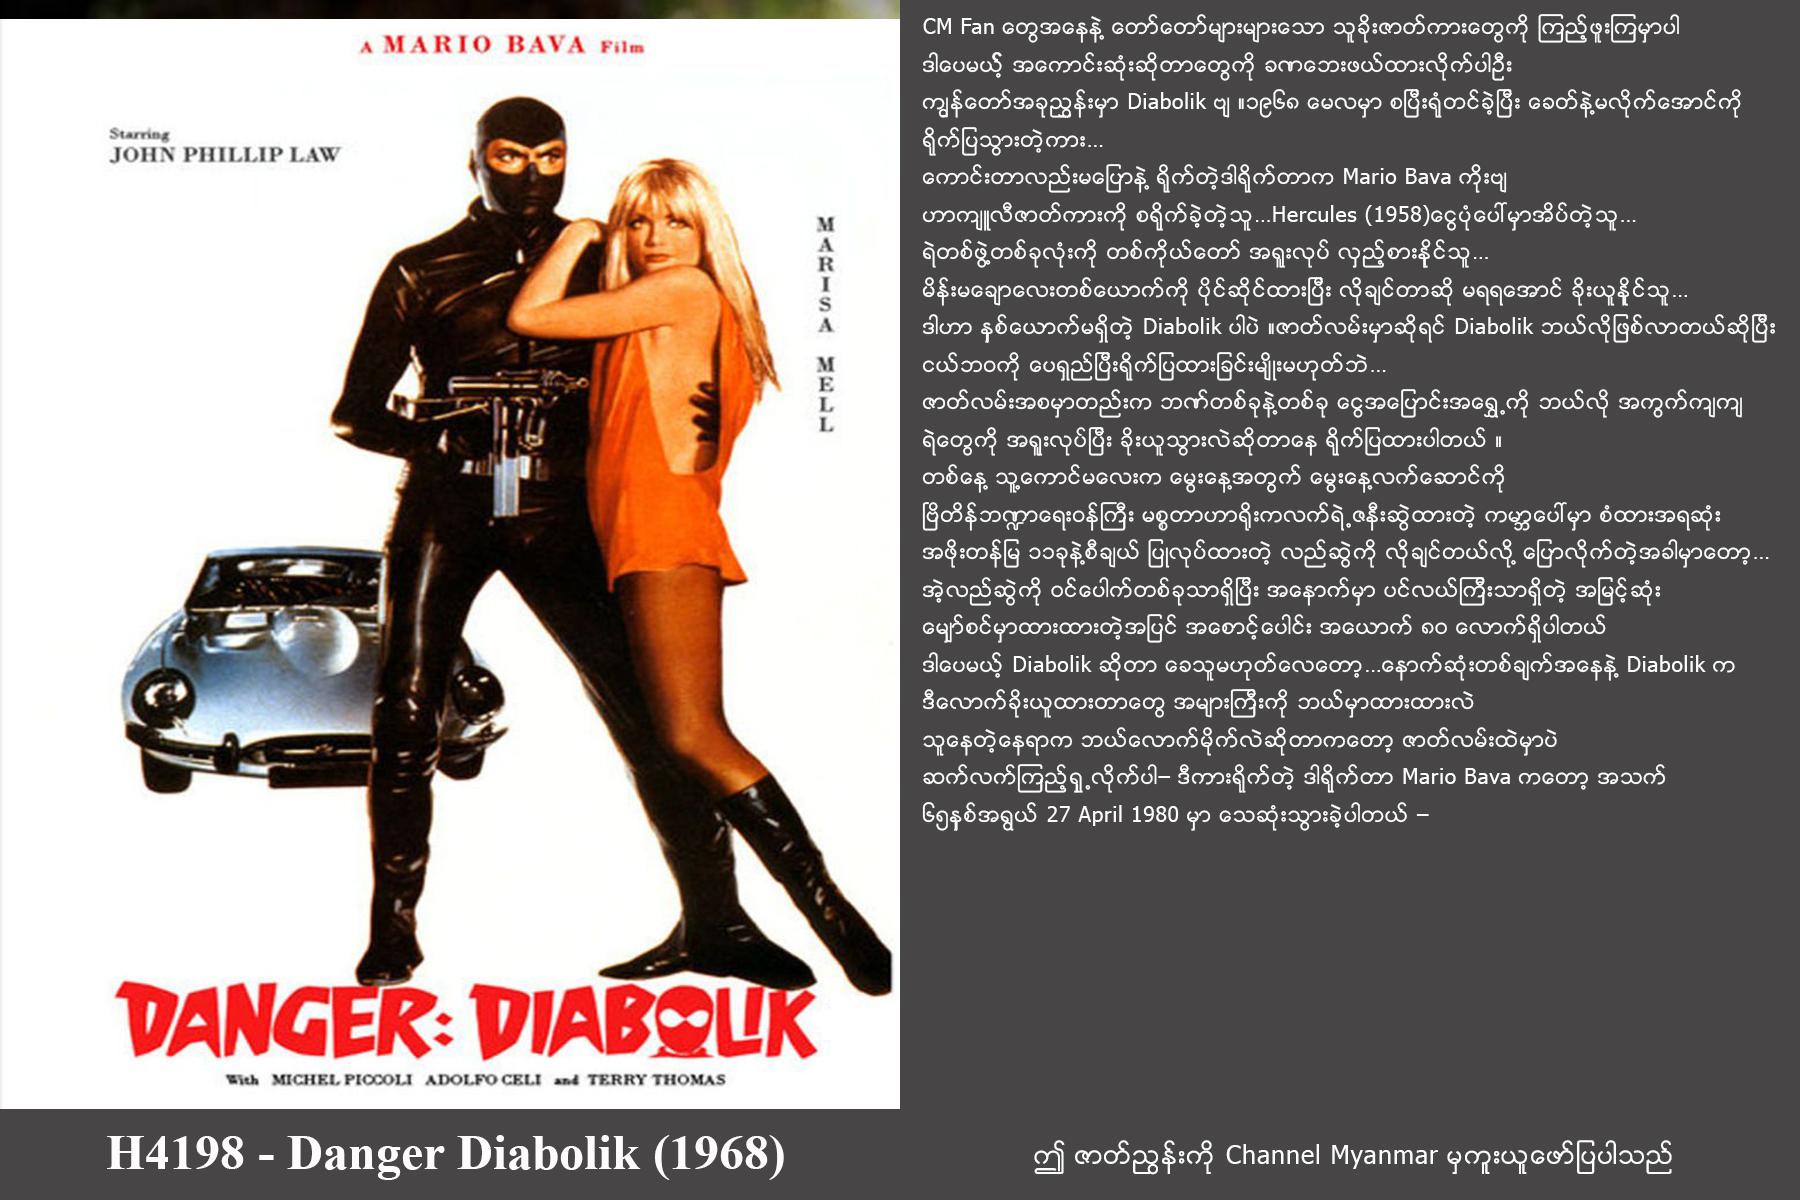 A MARIO BAVA Film
Starring
JOHN PHILLIP LAW
MARISA MELL
DANGER: DIABOLIK
With MICHEL PICCOLI ADOLFO CELI and TERRY THOMAS
H4198 - Danger Diabolik (1968)
CM Fan တွေအနေနဲ့ တော်တော်များများသော သူခိုးဇာတ်ကားတွေကို ကြည့်ဖူးကြမှာပါ
ဒါပေမယ့် အကောင်းဆုံးဆိုတာတွေကို ခဏဘေးဖယ်ထားလိုက်ပါဦး
ကျွန်တော်အခုညွှန်းမှာ Diabolik ဗျ ။၁၉၆၈ မေလမှာ စပြီးရုံတင်ခဲ့ပြီး ခေတ်နဲ့မလိုက်အောင်ကို
ရိုက်ပြသွားတဲ့ကား...
ကောင်းတာလည်းမပြောနဲ့ ရိုက်တဲ့ဒါရိုက်တာက Mario Bava ကိုးဗျ
ဟာကျူလီဇာတ်ကားကို စရိုက်ခဲ့တဲ့သူ...Hercules (1958)ငွေပုံပေါ်မှာအိပ်တဲ့သူ...
ရဲတစ်ဖွဲ့တစ်ခုလုံးကို တစ်ကိုယ်တော် အရူးလုပ် လှည့်စားနိုင်သူ...
မိန်းမချောလေးတစ်ယောက်ကို ပိုင်ဆိုင်ထားပြီး လိုချင်တာဆို မရရအောင် ခိုးယူနိုင်သူ...
ဒါဟာ နှစ်ယောက်မရှိတဲ့ Diabolik ပါပဲ ။ဇာတ်လမ်းမှာဆိုရင် Diabolik ဘယ်လိုဖြစ်လာတယ်ဆိုပြီး
ငယ်ဘဝကို ပေရှည်ပြီးရိုက်ပြထားခြင်းမျိုးမဟုတ်ဘဲ...
ဇာတ်လမ်းအစမှာတည်းက ဘဏ်တစ်ခုနဲ့တစ်ခု ငွေအပြောင်းအရွှေ့ကို ဘယ်လို အကွက်ကျကျ
ရဲတွေကို အရူးလုပ်ပြီး ခိုးယူသွားလဲဆိုတာနေ ရိုက်ပြထားပါတယ် ။
တစ်နေ့ သူ့ကောင်မလေးက မွေးနေ့အတွက် မွေးနေ့လက်ဆောင်ကို
ဗြိတိန်ဘဏ္ဍာရေးဝန်ကြီး မစ္စတာဟာရိုးကလက်ရဲ့ဇနီးဆွဲထားတဲ့ ကမ္ဘာပေါ်မှာ စံထားအရဆုံး
အဖိုးတန်မြ ၁၁ခုနဲ့စီချယ် ပြုလုပ်ထားတဲ့ လည်ဆွဲကို လိုချင်တယ်လို့ ပြောလိုက်တဲ့အခါမှာတော့...
အဲ့လည်ဆွဲကို ဝင်ပေါက်တစ်ခုသာရှိပြီး အနောက်မှာ ပင်လယ်ကြီးသာရှိတဲ့ အမြင့်ဆုံး
မျှော်စင်မှာထားထားတဲ့အပြင် အစောင့်ပေါင်း အယောက် ၈၀ လောက်ရှိပါတယ်
ဒါပေမယ့် Diabolik ဆိုတာ ခေသူမဟုတ်လေတော့...နောက်ဆုံးတစ်ချက်အနေနဲ့ Diabolik က
ဒီလောက်ခိုးယူထားတာတွေ အများကြီးကို ဘယ်မှာထားထားလဲ
သူနေတဲ့နေရာက ဘယ်လောက်မိုက်လဲဆိုတာကတော့ ဇာတ်လမ်းထဲမှာပဲ
ဆက်လက်ကြည့်ရှု့လိုက်ပါ– ဒီကားရိုက်တဲ့ ဒါရိုက်တာ Mario Bava ကတော့ အသက်
၆၅နှစ်အရွယ် 27 April 1980 မှာ သေဆုံးသွားခဲ့ပါတယ် –
ဤ ဇာတ်ညွှန်းကို Channel Myanmar မှကူးယူဖော်ပြပါသည်